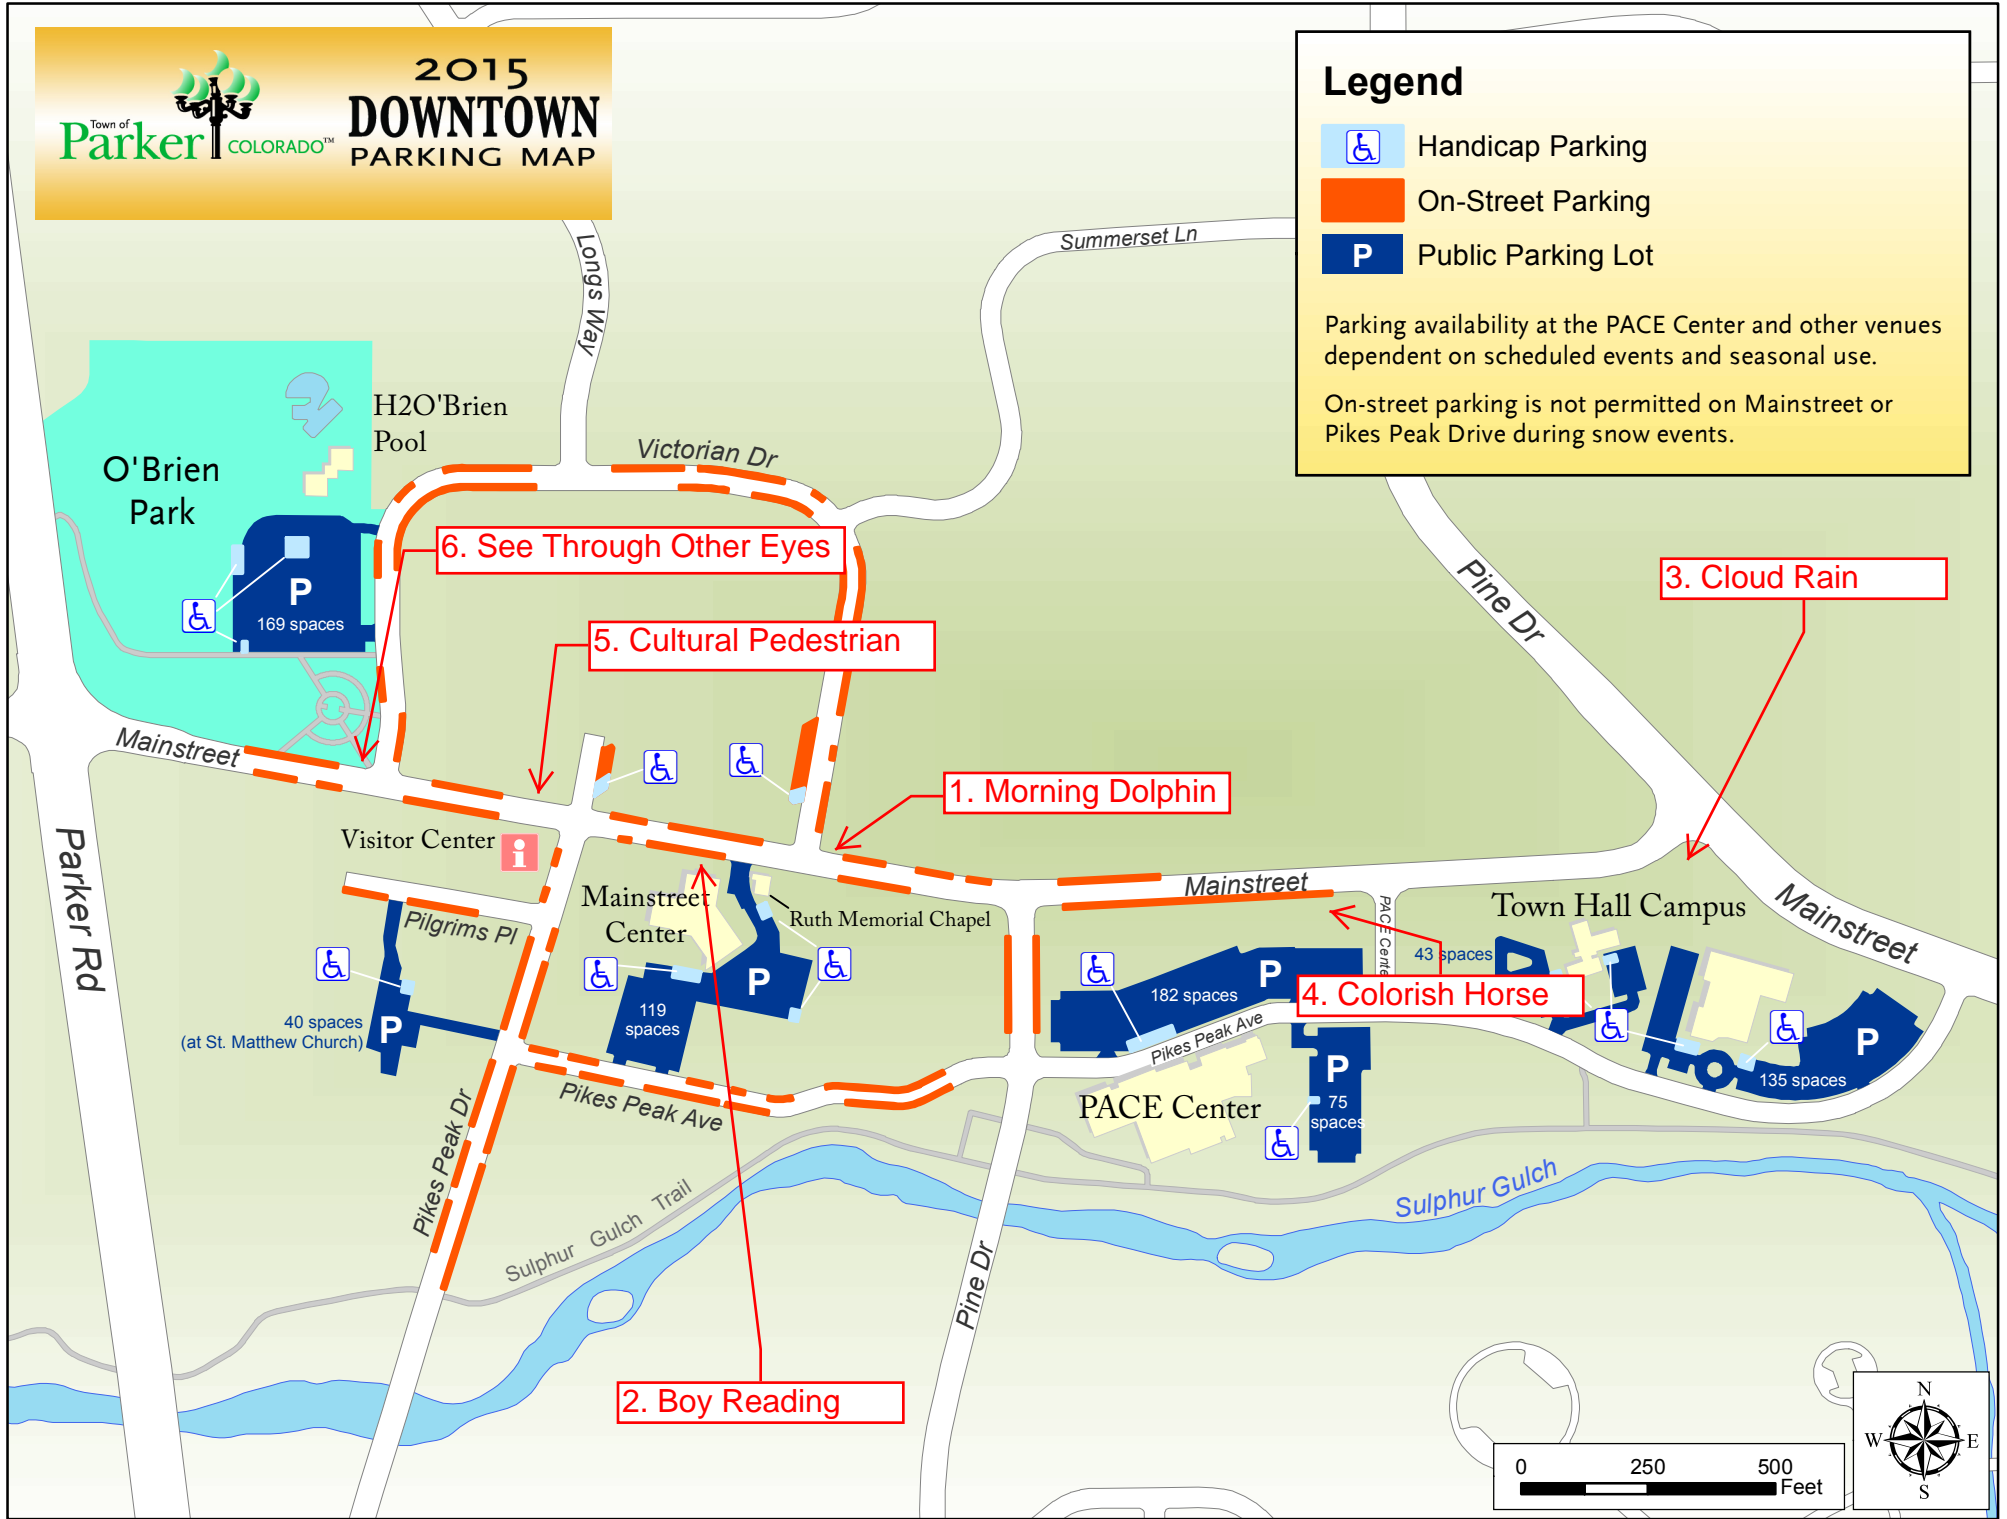 Town of
Parker COLORADO™
2015
DOWNTOWN
PARKING MAP
Legend
Handicap Parking
On-Street Parking
P Public Parking Lot
Parking availability at the PACE Center and other venues
dependent on scheduled events and seasonal use.
On-street parking is not permitted on Mainstreet or
Pikes Peak Drive during snow events.
Longs Way
Summerset Ln
H2O'Brien
Pool
O'Brien
Park
Victorian Dr
6. See Through Other Eyes
P
169 spaces
5. Cultural Pedestrian
3. Cloud Rain
Pine Dr
Mainstreet
1. Morning Dolphin
Visitor Center
i
Parker Rd
Mainstreet
Center
Ruth Memorial Chapel
Pilgrims Pl
Mainstreet
PACE Cente
Town Hall Campus
Mainstreet
43 spaces
P
182 spaces
4. Colorish Horse
P
119
spaces
40 spaces
(at St. Matthew Church)
P
Pikes Peak Ave
P
135 spaces
P
75
spaces
PACE Center
Pikes Peak Ave
Pikes Peak Dr
Sulphur Gulch Trail
Sulphur Gulch
Pine Dr
2. Boy Reading
0 250 500
Feet
N
W E
S